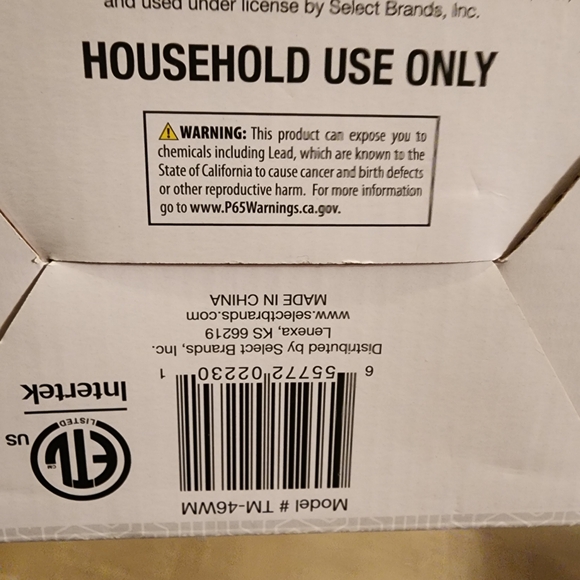 and used under license by Select Brands, Inc.
HOUSEHOLD USE ONLY
WARNING: This product can expose you to
chemicals including Lead, which are known to the
State of California to cause cancer and birth defects
or other reproductive harm. For more information
go to www.P65Warnings.ca.gov.
Model # TM-46WM
6 55772 02230 1
Distributed by Select Brands, Inc.
Lenexa, KS 66219
www.selectbrands.com
MADE IN CHINA
ETL
CM
LISTED
US
Intertek